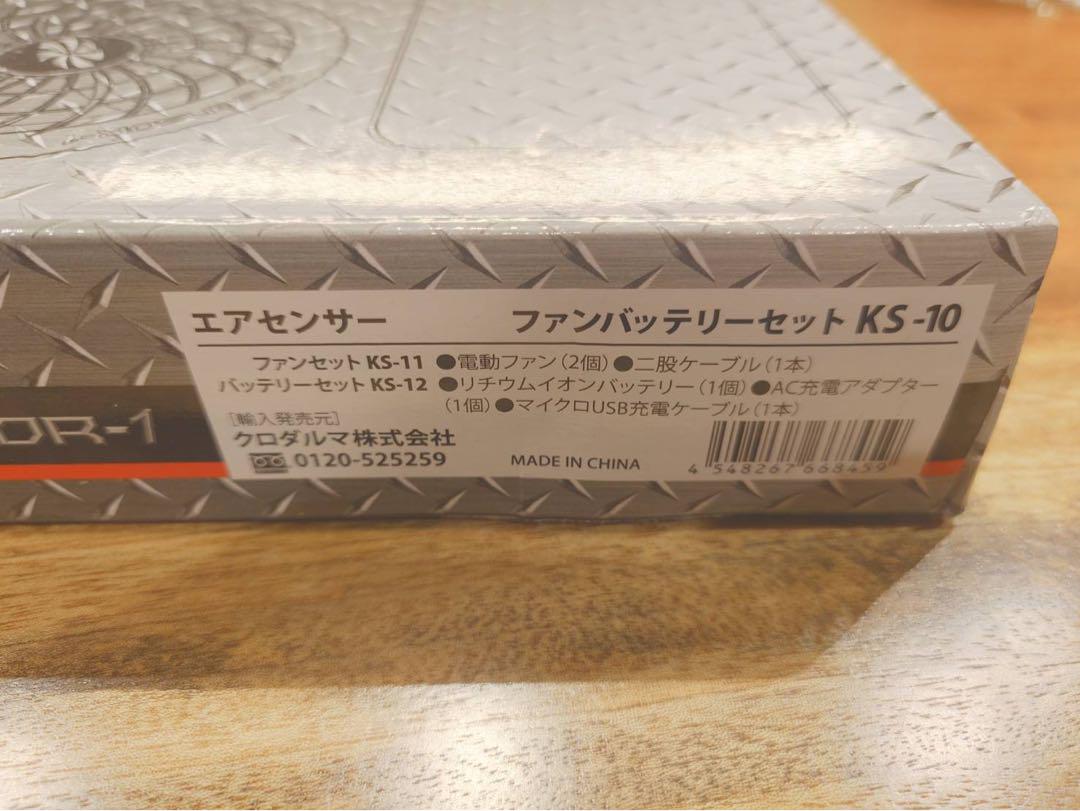 エアセンサー ファンバッテリーセット KS-10
ファンセット KS-11 ●電動ファン(2個) ●二股ケーブル(1本)
バッテリーセット KS-12 ●リチウムイオンバッテリー(1個) ●AC充電アダプター
(1個) ●マイクロUSB充電ケーブル(1本)
[輸入発売元]
クロダルマ株式会社
0120-525259
MADE IN CHINA
4 548267 668459
OR-1